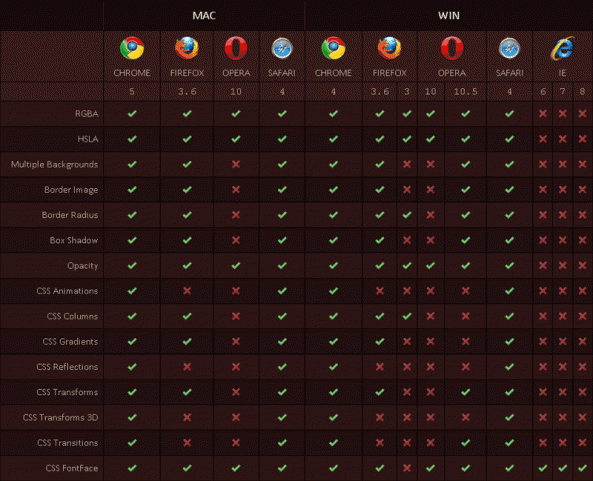 MAC WIN
CHROME FIREFOX OPERA SAFARI CHROME FIREFOX OPERA SAFARI IE
5 3.6 10 4 4 3.6 3 10 10.5 4 6 7 8
RGBA
HSLA
Multiple Backgrounds
Border Image
Border Radius
Box Shadow
Opacity
CSS Animations
CSS Columns
CSS Gradients
CSS Reflections
CSS Transforms
CSS Transforms 3D
CSS Transitions
CSS FontFace